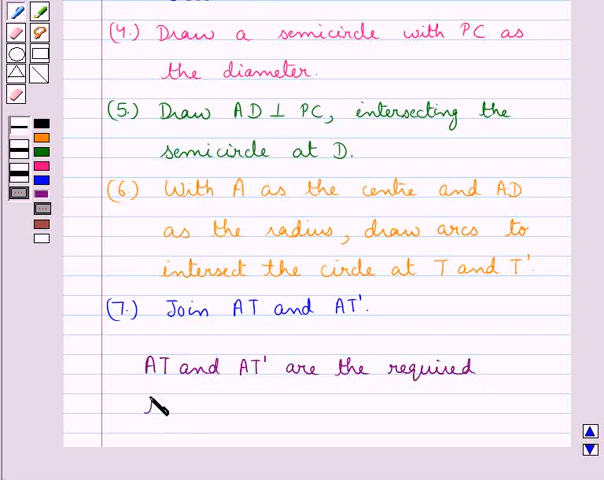 (4.) Draw a semicircle with PC as
the diameter.
(5.) Draw AD ⊥ PC, intersecting the
semicircle at D.
(6.) With A as the centre and AD
as the radius, draw arcs to
intersect the circle at T and T'.
(7.) Join AT and AT'.
AT and AT' are the required